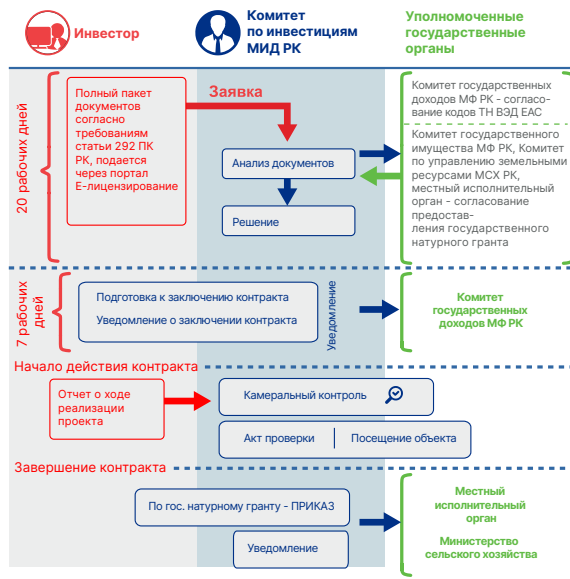 Инвестор
Комитет
по инвестициям
МИД РК
Уполномоченные
государственные
органы
20 рабочих дней
Полный пакет
документов
согласно
требованиям
статьи 292 ПК
РК, подается
через портал
Е-лицензирование
Заявка
Анализ документов
Решение
Комитет государственных
доходов МФ РК - согласо-
вание кодов ТН ВЭД ЕАС
Комитет государственного
имущества МФ РК, Комитет
по управлению земельными
ресурсами МСХ РК,
местный исполнительный
орган - согласование
предостав-
ления государственного
натурного гранта
7 рабочих
дней
Подготовка к заключению контракта
Уведомление о заключении контракта
Уведомление
Комитет
государственных
доходов МФ РК
Начало действия контракта
Отчет о ходе
реализации
проекта
Камеральный контроль
Акт проверки
Посещение объекта
Завершение контракта
По гос. натурному гранту - ПРИКАЗ
Уведомление
Местный
исполнительный
орган
Министерство
сельского хозяйства